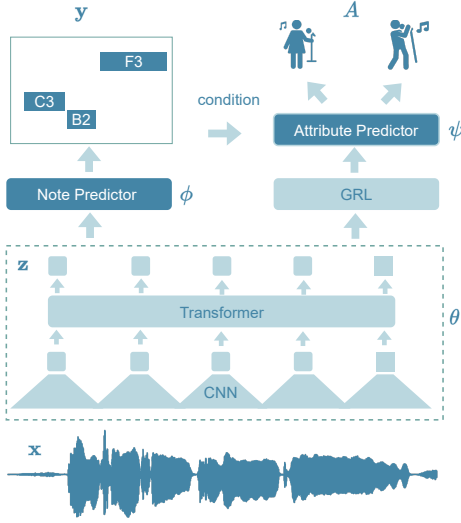 y
A
F3
C3
B2
condition
Attribute Predictor
ψ
Note Predictor
ϕ
GRL
z
Transformer
θ
CNN
x